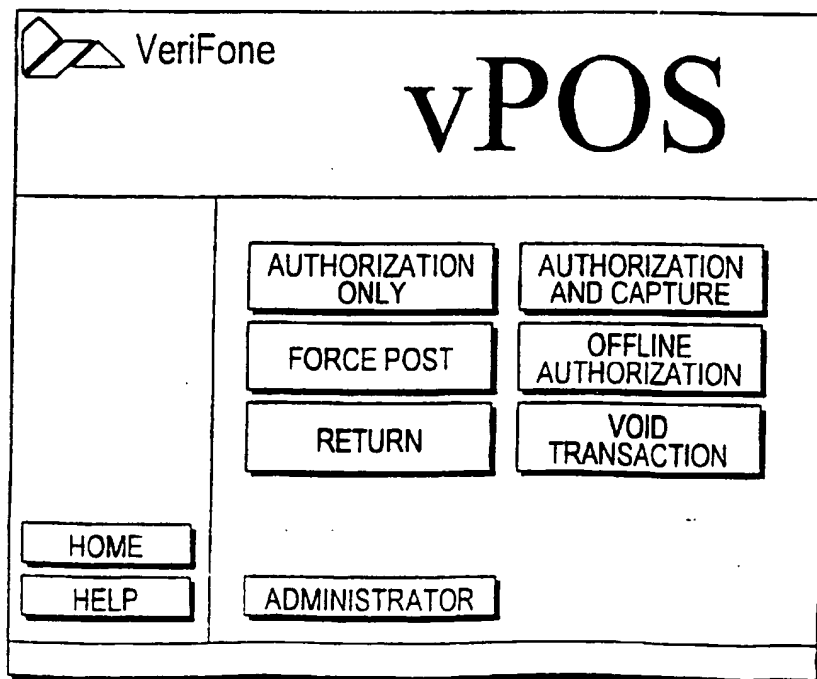 VeriFone
vPOS
AUTHORIZATION
ONLY
AUTHORIZATION
AND CAPTURE
FORCE POST
OFFLINE
AUTHORIZATION
RETURN
VOID
TRANSACTION
HOME
HELP
ADMINISTRATOR